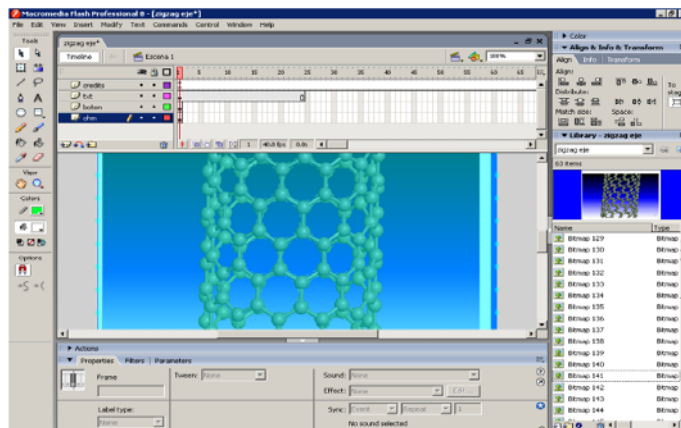 Macromedia Flash Professional 8 - [zigzag eje*]
File Edit View Insert Modify Text Commands Control Window Help
Tools
View
Colors
Options
zigzag eje*
Timeline
Escena 1
100%
1 5 10 15 20 25 30 35 40 45 50 55 60 65
credits
txt
boton
ohm
1
40.0 fps
0.0s
Color
Align & Info & Transform
Align Info Transform
Align:
Distribute:
Match size: Space:
To stage
Library - zigzag eje
zigzag eje
63 items
Name Type
Bitmap 129 Bitmap
Bitmap 130 Bitmap
Bitmap 131 Bitmap
Bitmap 132 Bitmap
Bitmap 133 Bitmap
Bitmap 134 Bitmap
Bitmap 135 Bitmap
Bitmap 136 Bitmap
Bitmap 137 Bitmap
Bitmap 138 Bitmap
Bitmap 139 Bitmap
Bitmap 140 Bitmap
Bitmap 141 Bitmap
Bitmap 142 Bitmap
Bitmap 143 Bitmap
Bitmap 144 Bitmap
Actions
Properties Filters Parameters
Frame
Tween: None
Sound: None
Effect: None Edit...
Label type:
None
Sync: Event Repeat 1
No sound selected